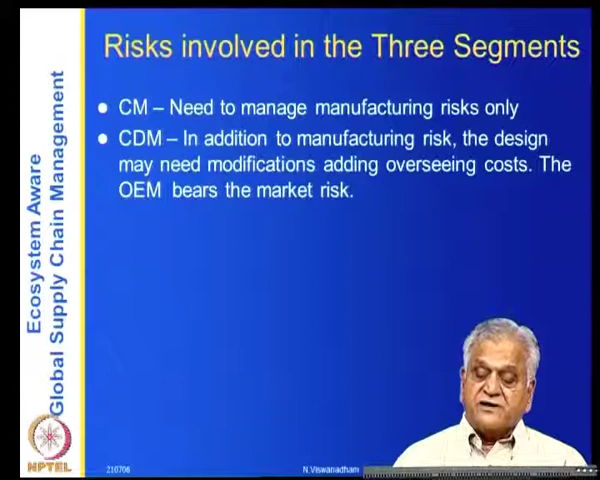 Risks involved in the Three Segments
CM – Need to manage manufacturing risks only
CDM – In addition to manufacturing risk, the design
may need modifications adding overseeing costs. The
OEM bears the market risk.
Ecosystem Aware
Global Supply Chain Management
NPTEL
210706
N.Viswanadham